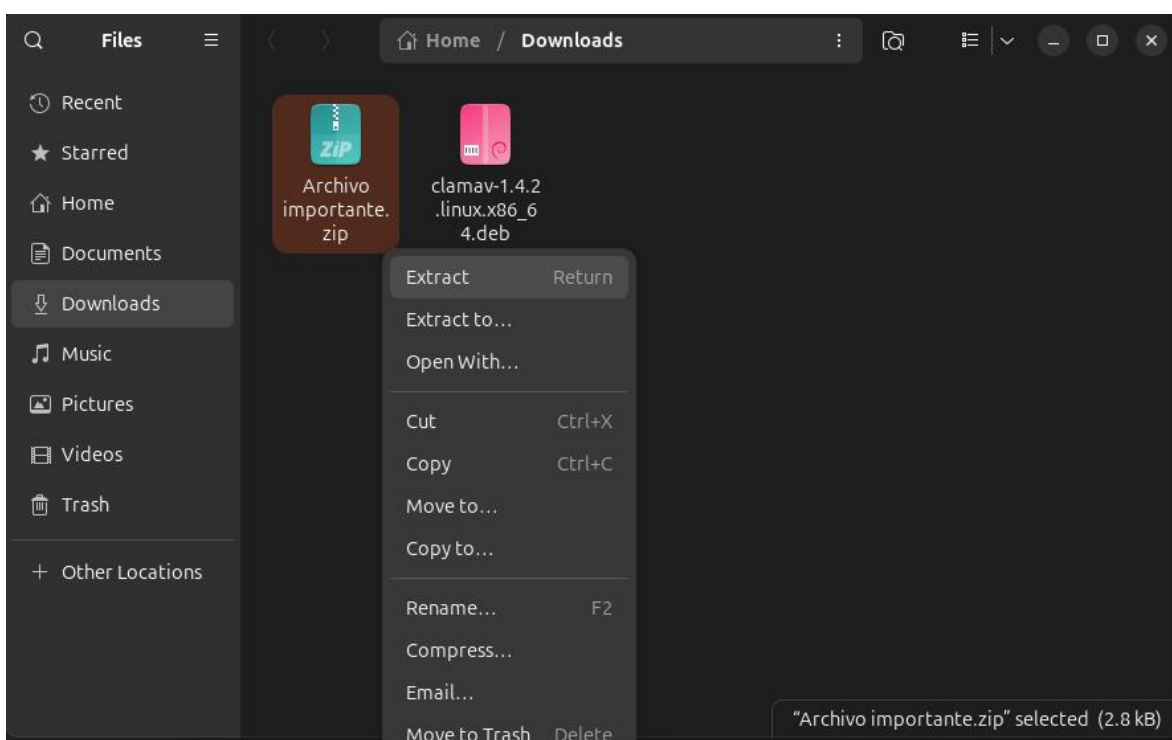 Files
Home / Downloads
Recent
Starred
Home
Documents
Downloads
Music
Pictures
Videos
Trash
+ Other Locations
ZiP
Archivo
importante.
zip
clamav-1.4.2
.linux.x86_6
4.deb
Extract Return
Extract to…
Open With…
Cut Ctrl+X
Copy Ctrl+C
Move to…
Copy to…
Rename… F2
Compress…
Email…
Move to Trash Delete
“Archivo importante.zip” selected (2.8 kB)